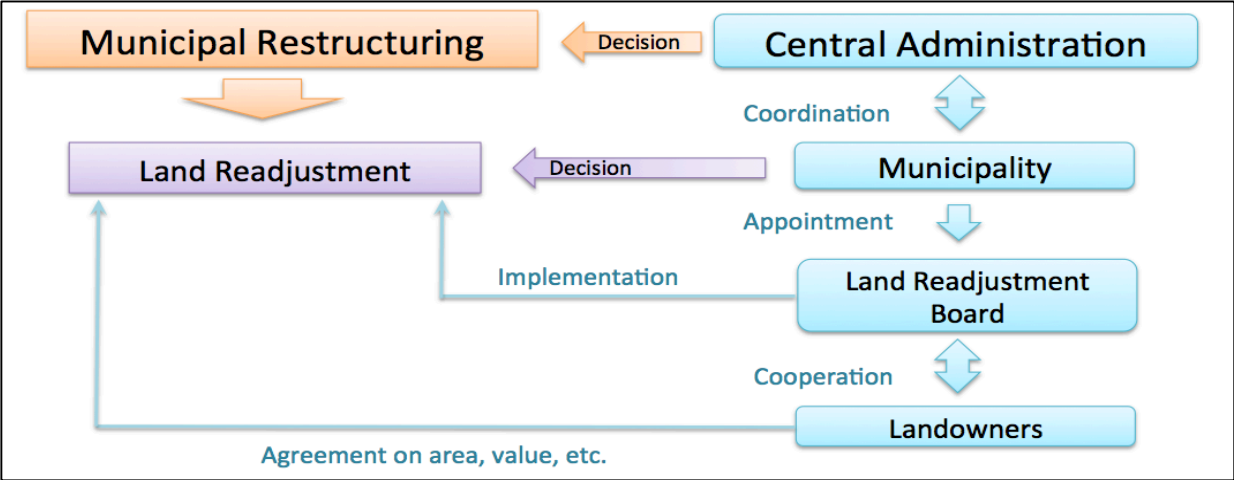 Municipal Restructuring
Decision
Central Administration
Coordination
Land Readjustment
Decision
Municipality
Appointment
Implementation
Land Readjustment
Board
Cooperation
Landowners
Agreement on area, value, etc.